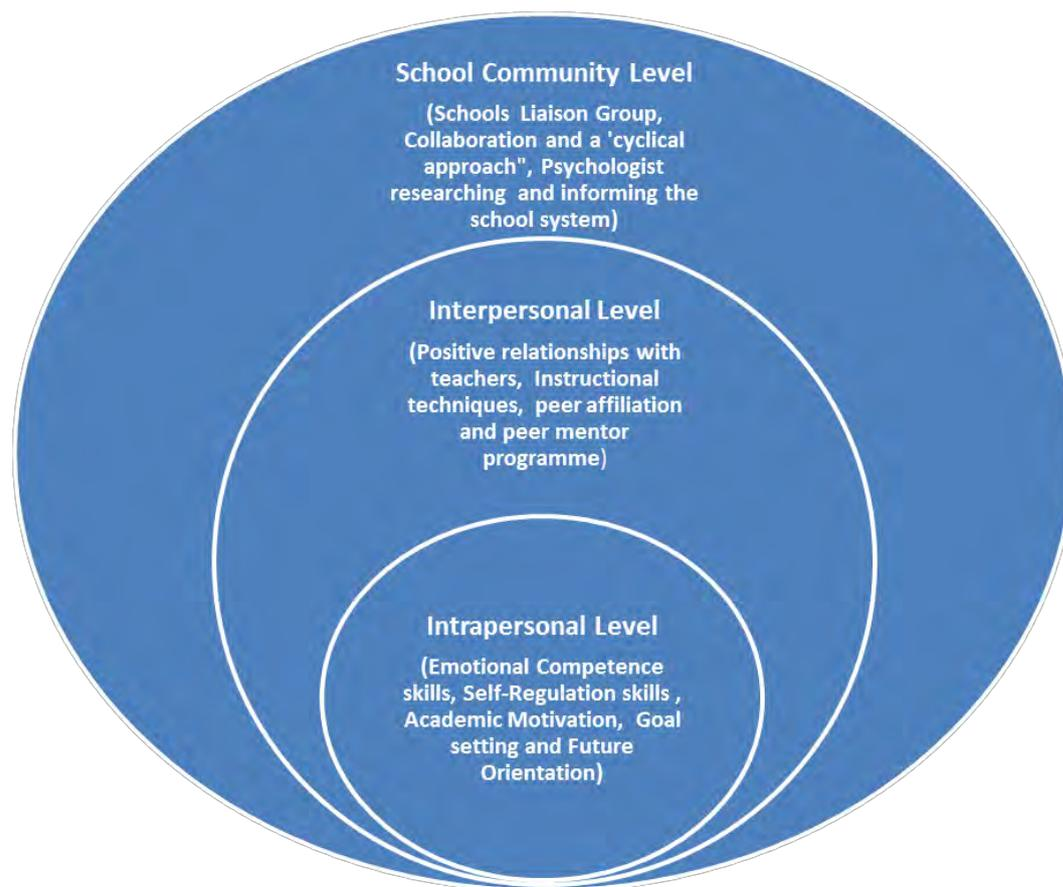 School Community Level
(Schools Liaison Group,
Collaboration and a 'cyclical
approach", Psychologist
researching and informing the
school system)
Interpersonal Level
(Positive relationships with
teachers, Instructional
techniques, peer affiliation
and peer mentor
programme)
Intrapersonal Level
(Emotional Competence
skills, Self-Regulation skills ,
Academic Motivation, Goal
setting and Future
Orientation)